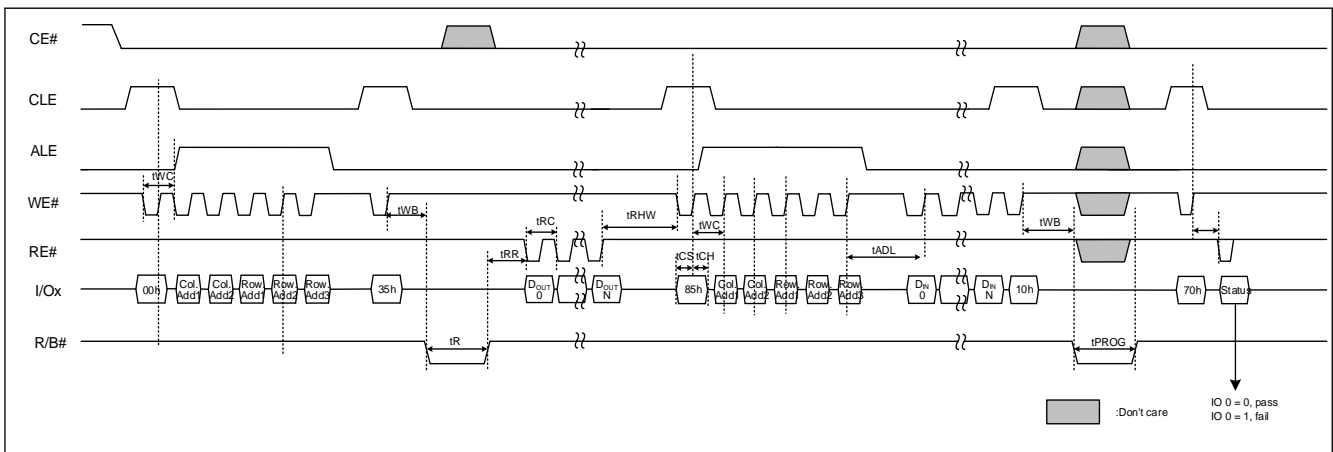 CE#
CLE
ALE
tWC
WE#
tWB
tRC
tRHW
tWC
tWB
RE#
tRR
tCS
tCH
tADL
I/Ox
00h
Col. Add1
Col. Add2
Row Add1
Row Add2
Row Add3
35h
DOUT 0
DOUT N
85h
Col. Add1
Col. Add2
Row Add1
Row Add2
Row Add3
DIN 0
DIN N
10h
70h
Status
R/B#
tR
tPROG
:Don't care
IO 0 = 0, pass
IO 0 = 1, fail